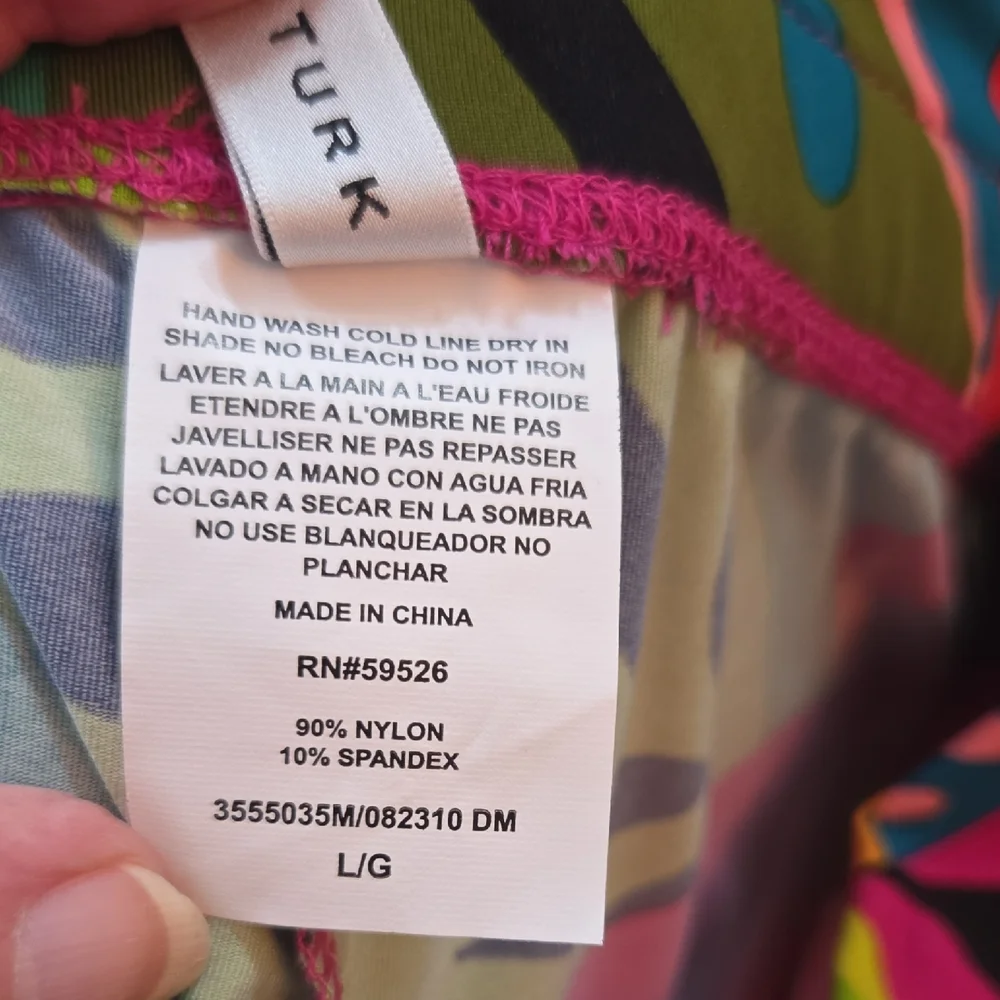 TURK
HAND WASH COLD LINE DRY IN
SHADE NO BLEACH DO NOT IRON
LAVER A LA MAIN A L'EAU FROIDE
ETENDRE A L'OMBRE NE PAS
JAVELLISER NE PAS REPASSER
LAVADO A MANO CON AGUA FRIA
COLGAR A SECAR EN LA SOMBRA
NO USE BLANQUEADOR NO
PLANCHAR
MADE IN CHINA
RN#59526
90% NYLON
10% SPANDEX
3555035M/082310 DM
L/G